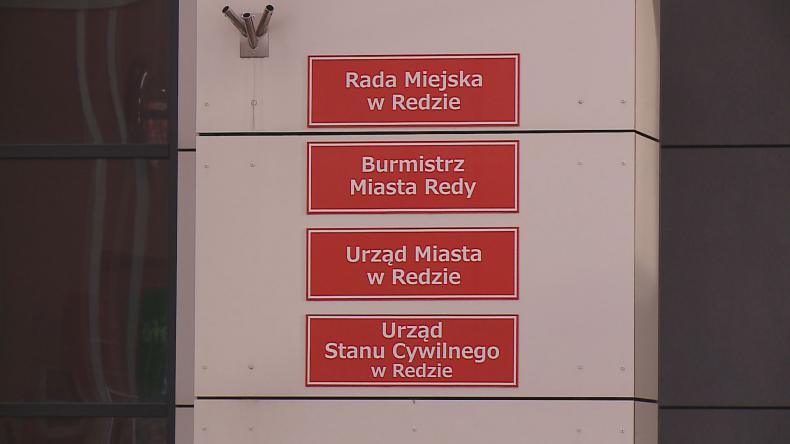 Rada Miejska
w Redzie
Burmistrz
Miasta Redy
Urząd Miasta
w Redzie
Urząd
Stanu Cywilnego
w Redzie